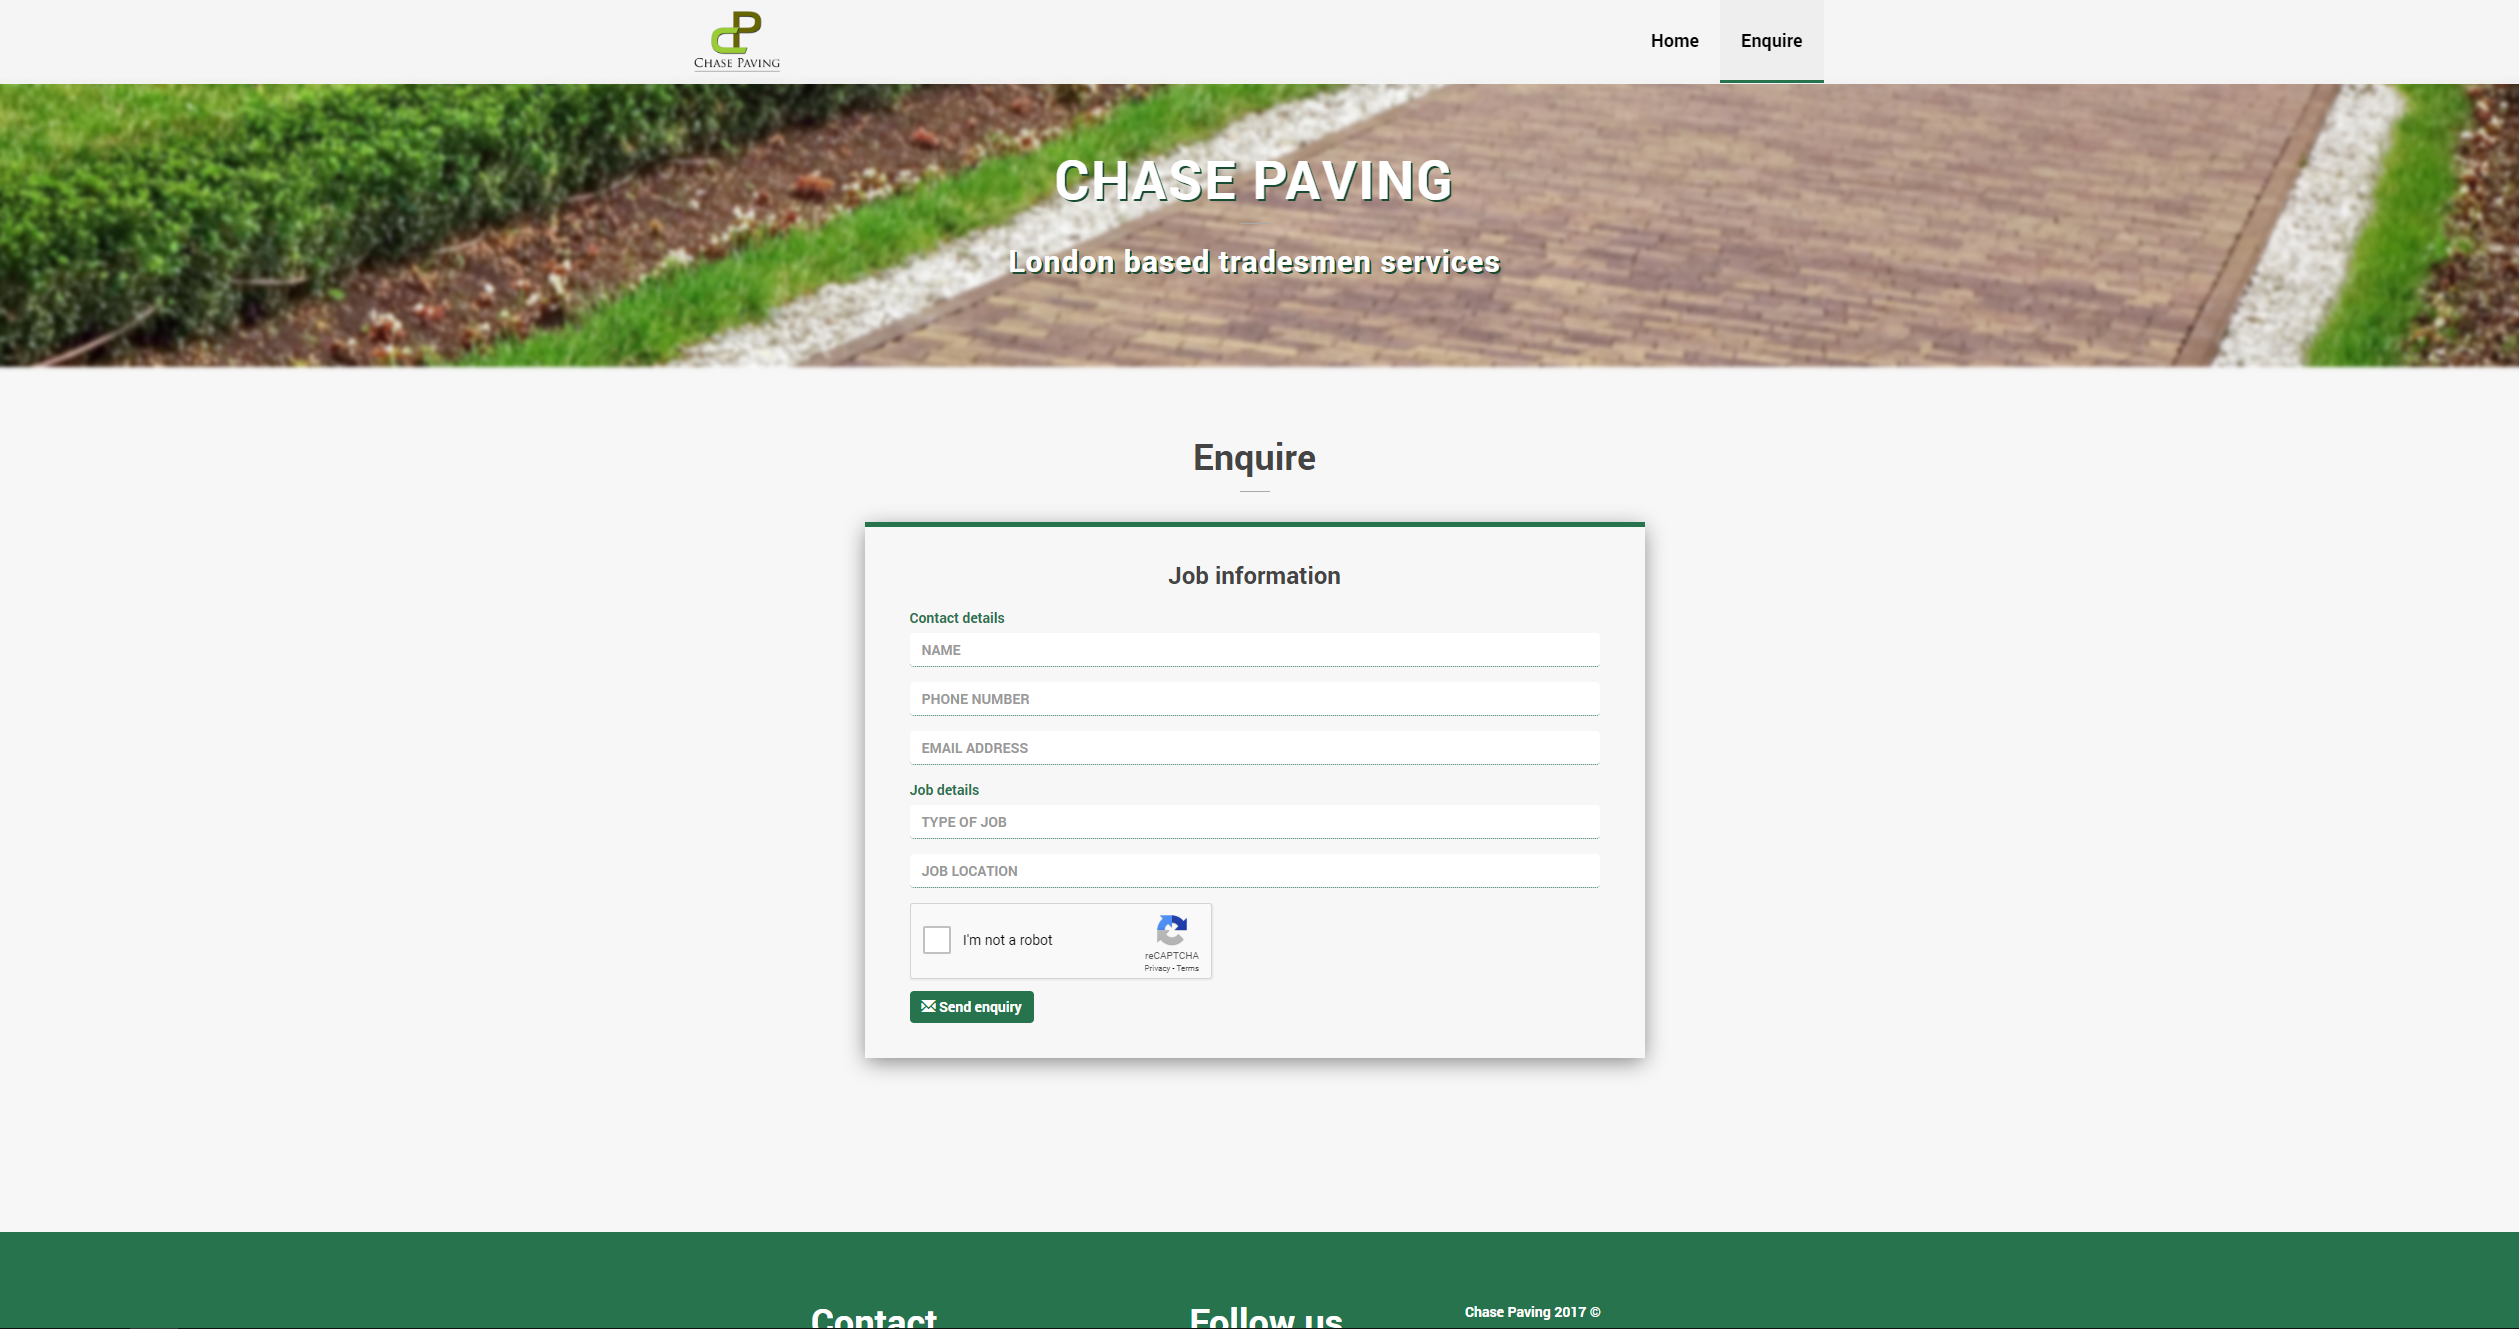 CHASE PAVING
Home
Enquire
CHASE PAVING
London based tradesmen services
Enquire
Job information
Contact details
NAME
PHONE NUMBER
EMAIL ADDRESS
Job details
TYPE OF JOB
JOB LOCATION
I'm not a robot
reCAPTCHA
Privacy - Terms
Send enquiry
Contact
Follow us
Chase Paving 2017 ©